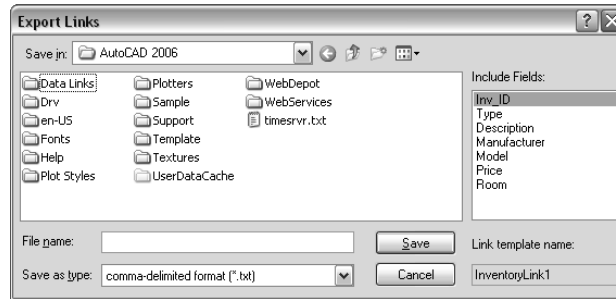 Export Links
Save in: AutoCAD 2006
Data Links
Drv
en-US
Fonts
Help
Plot Styles
Plotters
Sample
Support
Template
Textures
UserDataCache
WebDepot
WebServices
timesrvr.txt
Include Fields:
Inv_ID
Type
Description
Manufacturer
Model
Price
Room
File name:
Save
Link template name:
Save as type: comma-delimited format (*.txt)
Cancel
InventoryLink1